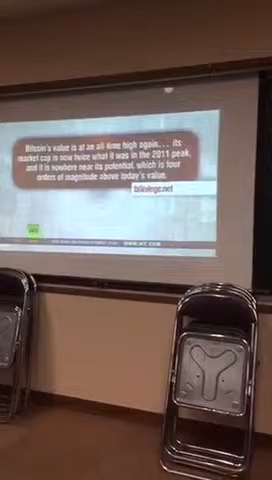 Bitcoin's value is at an all time high again... its
market cap is now twice what it was in the 2011 peak,
and it is nowhere near its potential, which is four
orders of magnitude above today's value.
falkvinge.net
RT